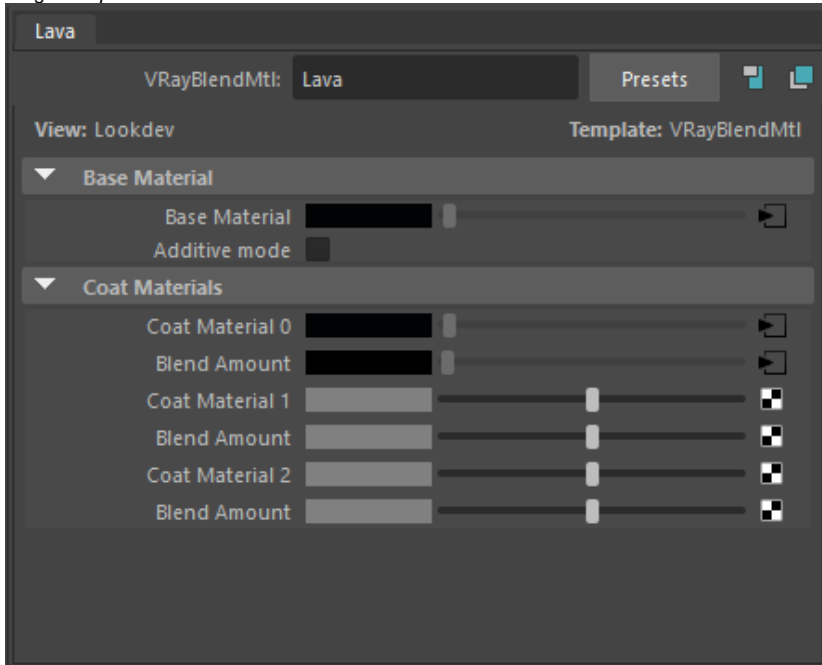 Lava
VRayBlendMtl: Lava Presets
View: Lookdev Template: VRayBlendMtl
Base Material
Base Material
Additive mode
Coat Materials
Coat Material 0
Blend Amount
Coat Material 1
Blend Amount
Coat Material 2
Blend Amount